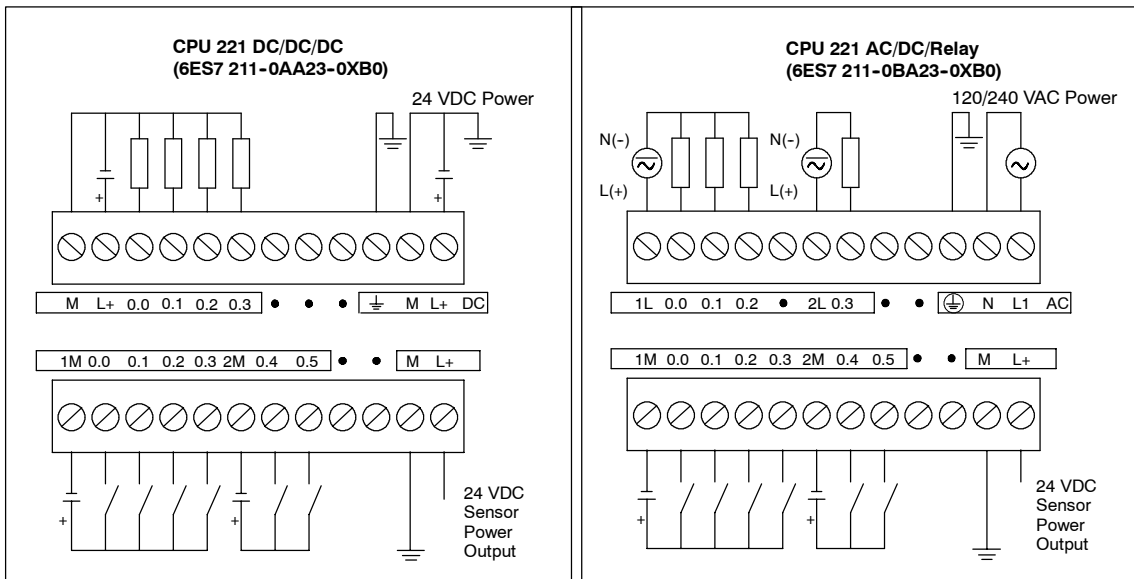 CPU 221 DC/DC/DC
(6ES7 211-0AA23-0XB0)
24 VDC Power
+
+
M L+ 0.0 0.1 0.2 0.3 • • • ⏚ M L+ DC
1M 0.0 0.1 0.2 0.3 2M 0.4 0.5 • • M L+
+
+
24 VDC
Sensor
Power
Output
CPU 221 AC/DC/Relay
(6ES7 211-0BA23-0XB0)
120/240 VAC Power
N(-) N(-)
L(+) L(+)
1L 0.0 0.1 0.2 • 2L 0.3 • • ⏚ N L1 AC
1M 0.0 0.1 0.2 0.3 2M 0.4 0.5 • • M L+
+
+
24 VDC
Sensor
Power
Output